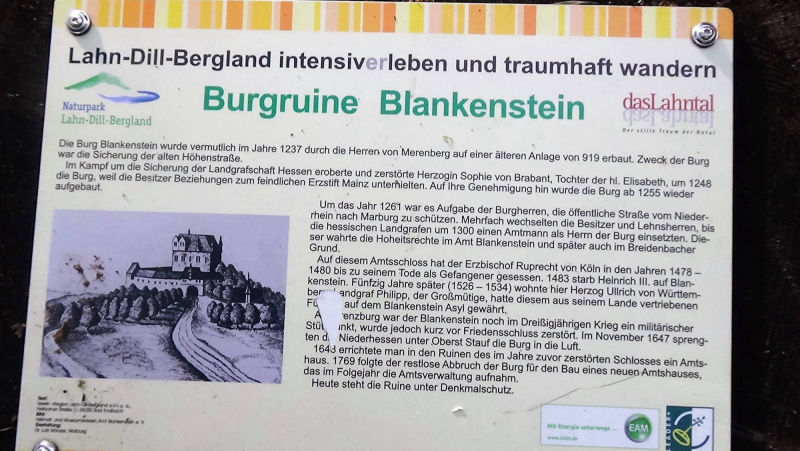 Lahn-Dill-Bergland intensiverleben und traumhaft wandern
Naturpark
Lahn-Dill-Bergland
Burgruine Blankenstein
dasLahntal
Der stille Traum der Natur
Die Burg Blankenstein wurde vermutlich im Jahre 1237 durch die Herren von Merenberg auf einer älteren Anlage von 919 erbaut. Zweck der Burg
war die Sicherung der alten Höhenstraße.
Im Kampf um die Sicherung der Landgrafschaft Hessen eroberte und zerstörte Herzogin Sophie von Brabant, Tochter der hl. Elisabeth, um 1248
die Burg, weil die Besitzer Beziehungen zum feindlichen Erzstift Mainz unterhielten. Auf Ihre Genehmigung hin wurde die Burg ab 1255 wieder
aufgebaut.
Um das Jahr 1261 war es Aufgabe der Burgherren, die öffentliche Straße vom Nieder-
rhein nach Marburg zu schützen. Mehrfach wechselten die Besitzer und Lehnsherren, bis
die hessischen Landgrafen um 1300 einen Amtmann als Herrn der Burg einsetzten. Die-
ser wahrte die Hoheitsrechte im Amt Blankenstein und später auch im Breidenbacher
Grund.
Auf diesem Amtsschloss hat der Erzbischof Ruprecht von Köln in den Jahren 1478 –
1480 bis zu seinem Tode als Gefangener gesessen. 1483 starb Heinrich III. auf Blan-
kenstein. Fünfzig Jahre später (1526 – 1534) wohnte hier Herzog Ullrich von Württem-
Landgraf Philipp, der Großmütige, hatte diesem aus seinem Lande vertriebenen
auf dem Blankenstein Asyl gewährt.
war der Blankenstein noch im Dreißigjährigen Krieg ein militärischer
wurde jedoch kurz vor Friedensschluss zerstört. Im November 1647 spreng-
ten Niederhessen unter Oberst Stauf die Burg in die Luft.
1648 errichtete man in den Ruinen des im Jahre zuvor zerstörten Schlosses ein Amts-
haus. 1769 folgte der restlose Abbruch der Burg für den Bau eines neuen Amtshauses,
das im Folgejahr die Amtsverwaltung aufnahm.
Heute steht die Ruine unter Denkmalschutz.
Mit Energie unterwegs ...
www.EAM.de
EAM
LEADER+